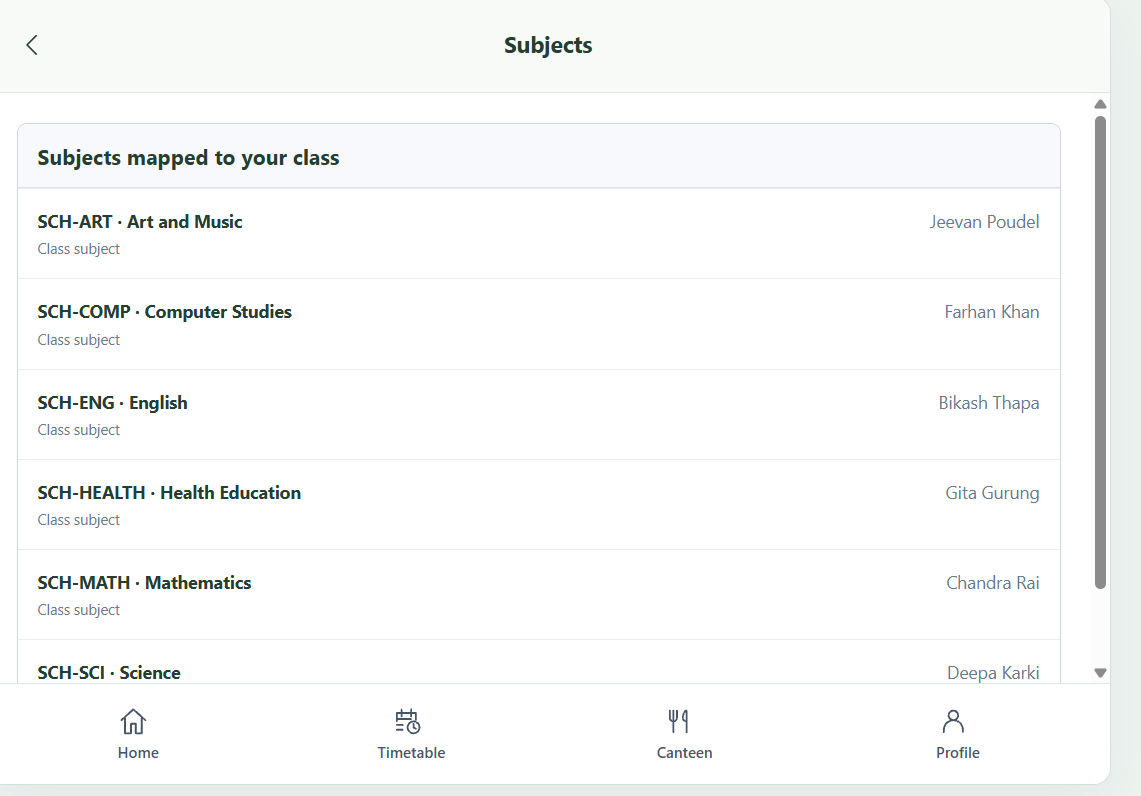 Subjects
Subjects mapped to your class
SCH-ART · Art and Music
Jeevan Poudel
Class subject
SCH-COMP · Computer Studies
Farhan Khan
Class subject
SCH-ENG · English
Bikash Thapa
Class subject
SCH-HEALTH · Health Education
Gita Gurung
Class subject
SCH-MATH · Mathematics
Chandra Rai
Class subject
SCH-SCI · Science
Deepa Karki
Home
Timetable
Canteen
Profile